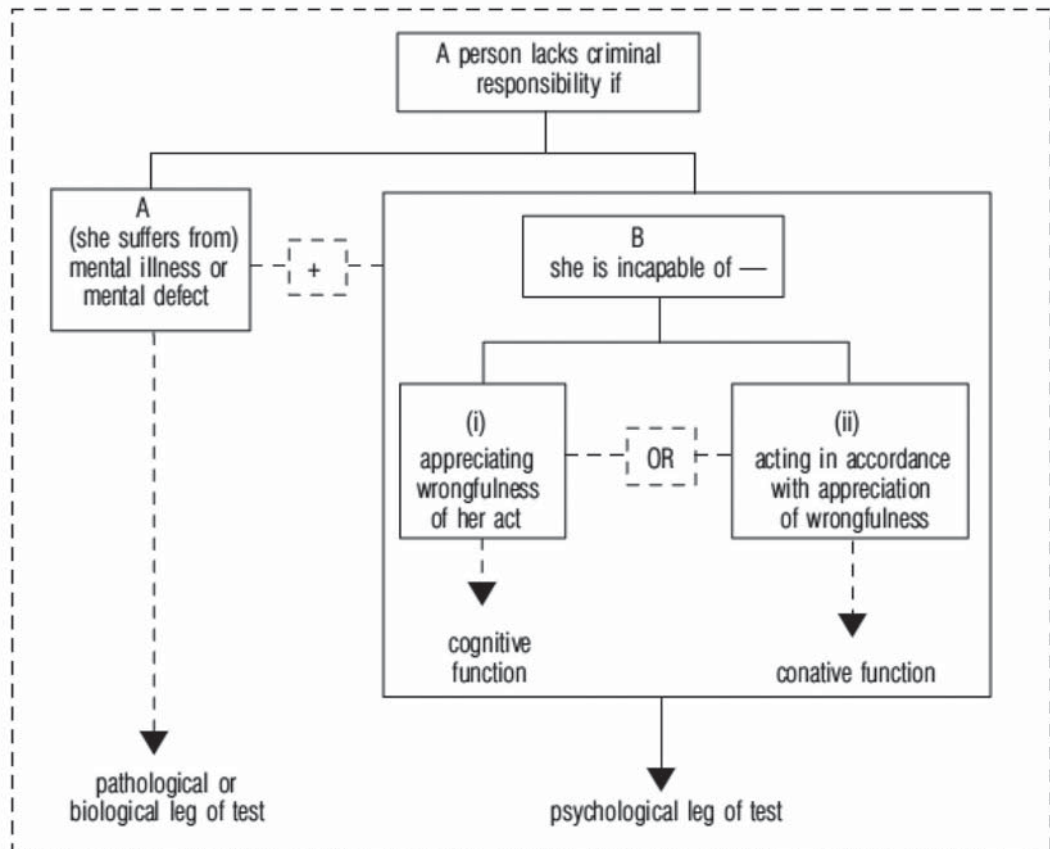 A person lacks criminal
responsibility if
A
(she suffers from)
mental illness or
mental defect
+
B
she is incapable of —
(i)
appreciating
wrongfulness
of her act
OR
(ii)
acting in accordance
with appreciation
of wrongfulness
cognitive
function
conative function
pathological or
biological leg of test
psychological leg of test